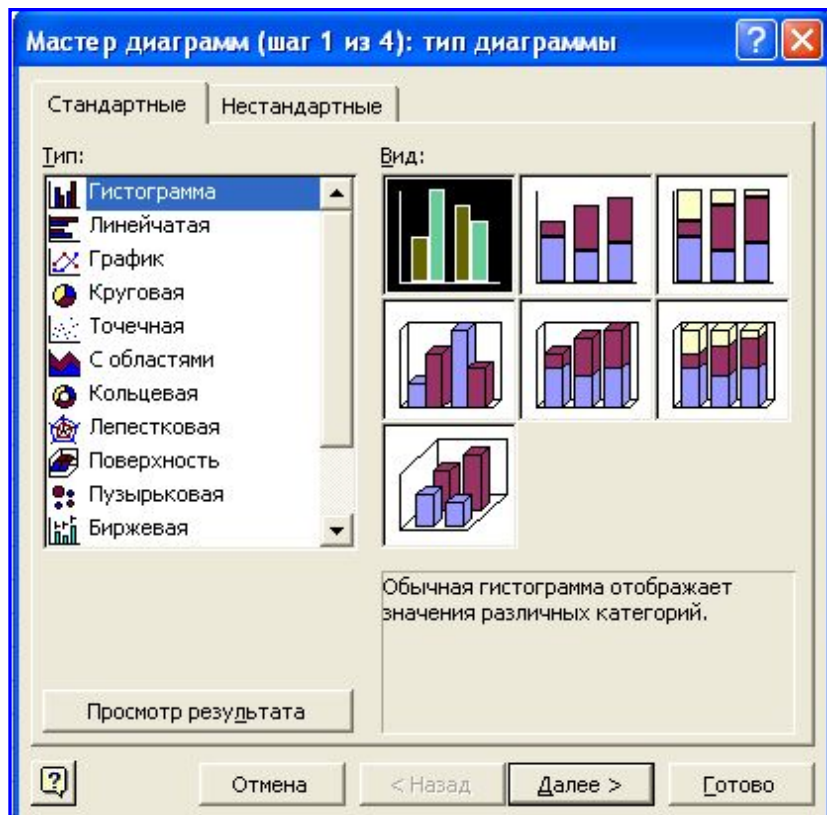 Мастер диаграмм (шаг 1 из 4): тип диаграммы
Стандартные
Нестандартные
Тип:
Вид:
Гистограмма
Линейчатая
График
Круговая
Точечная
С областями
Кольцевая
Лепестковая
Поверхность
Пузырьковая
Биржевая
Обычная гистограмма отображает
значения различных категорий.
Просмотр результата
Отмена
< Назад
Далее >
Готово